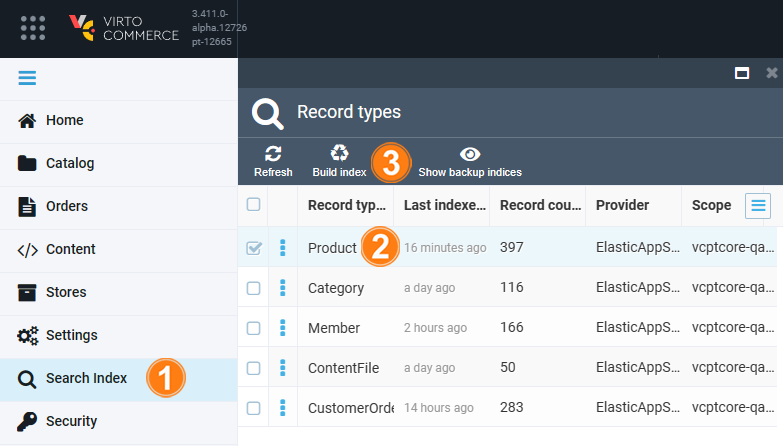 VIRTO
COMMERCE
3.411.0-
alpha.12726
pt-12665
Home
Catalog
Orders
Content
Stores
Settings
Search Index 1
Security
Record types
Refresh Build index 3 Show backup indices
Record typ... Last indexe... Record cou... Provider Scope
Product 2 16 minutes ago 397 ElasticAppS... vcptcore-qa...
Category a day ago 116 ElasticAppS... vcptcore-qa...
Member 2 hours ago 166 ElasticAppS... vcptcore-qa...
ContentFile a day ago 50 ElasticAppS... vcptcore-qa...
CustomerOrde 14 hours ago 283 ElasticAppS... vcptcore-qa...